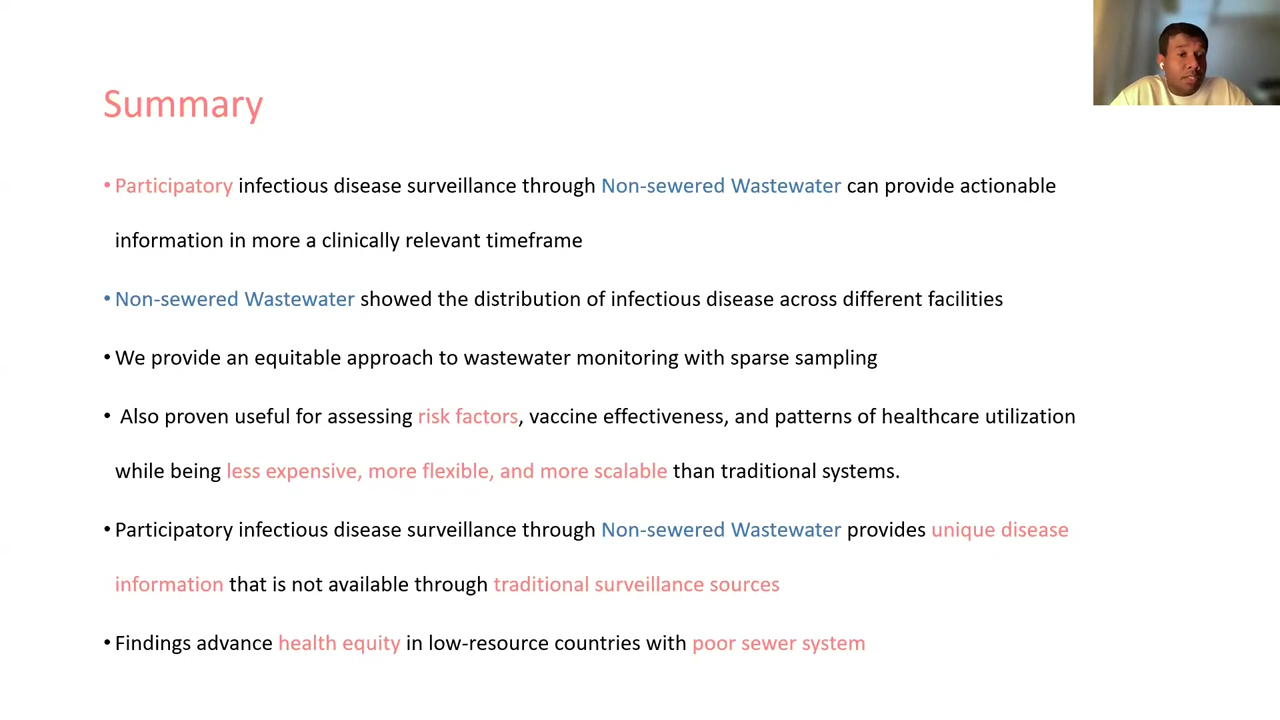 Summary
• Participatory infectious disease surveillance through Non-sewered Wastewater can provide actionable
information in more a clinically relevant timeframe
• Non-sewered Wastewater showed the distribution of infectious disease across different facilities
• We provide an equitable approach to wastewater monitoring with sparse sampling
• Also proven useful for assessing risk factors, vaccine effectiveness, and patterns of healthcare utilization
while being less expensive, more flexible, and more scalable than traditional systems.
• Participatory infectious disease surveillance through Non-sewered Wastewater provides unique disease
information that is not available through traditional surveillance sources
• Findings advance health equity in low-resource countries with poor sewer system